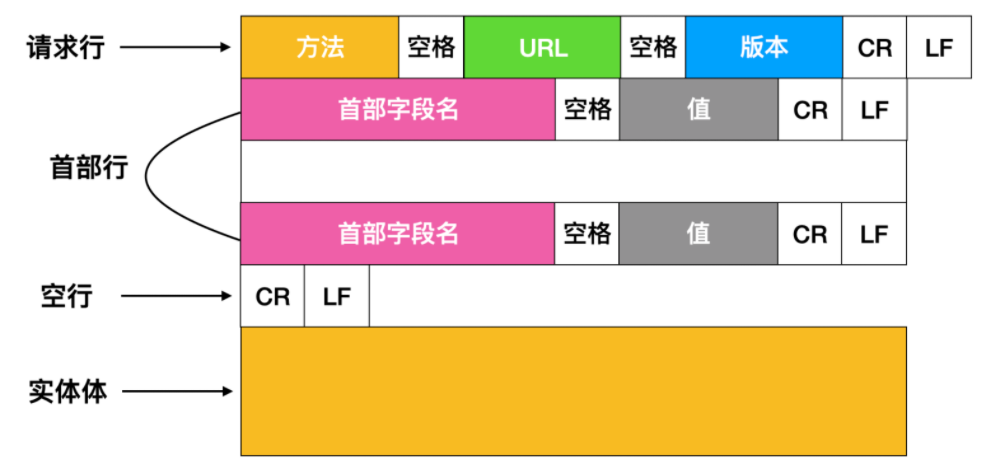 请求行 方法 空格 URL 空格 版本 CR LF
首部字段名 空格 值 CR LF
首部行
首部字段名 空格 值 CR LF
空行 CR LF
实体体